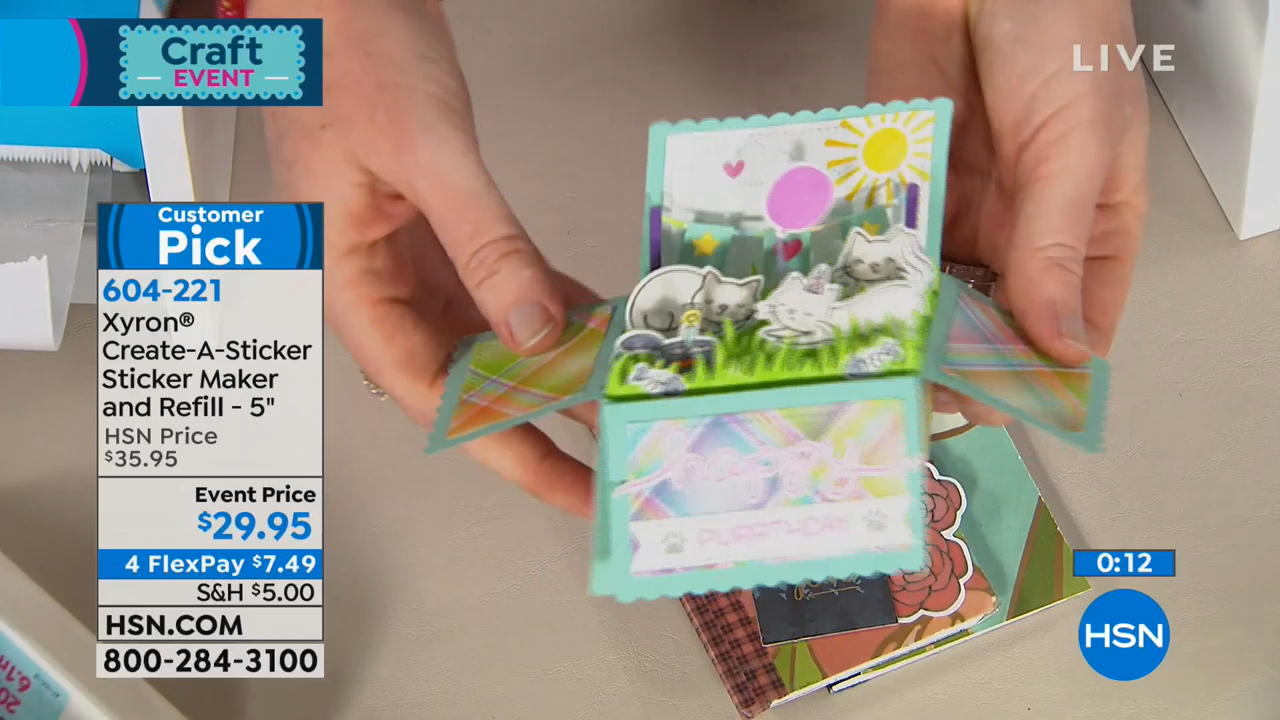 Craft
EVENT
LIVE
Customer
Pick
604-221
Xyron®
Create-A-Sticker
Sticker Maker
and Refill - 5"
HSN Price
$35.95
Event Price
$29.95
4 FlexPay $7.49
S&H $5.00
HSN.COM
800-284-3100
happy
PURRTHDAY
0:12
HSN